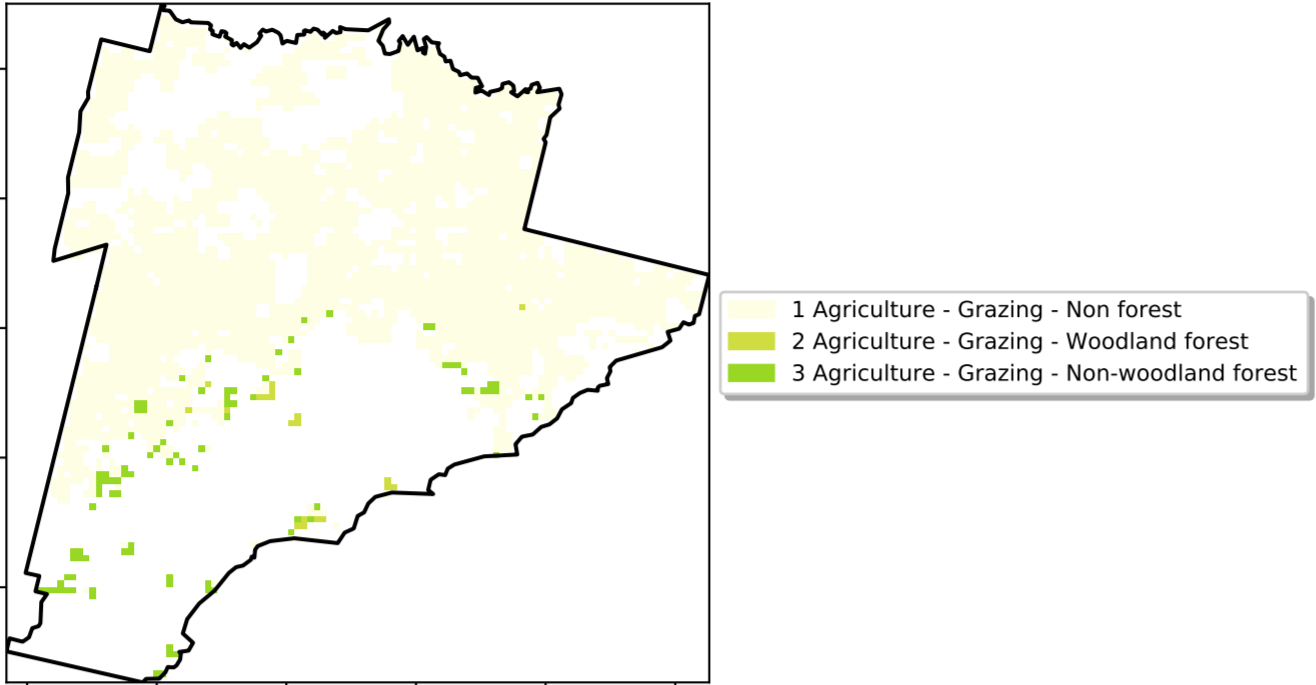 1 Agriculture - Grazing - Non forest
2 Agriculture - Grazing - Woodland forest
3 Agriculture - Grazing - Non-woodland forest